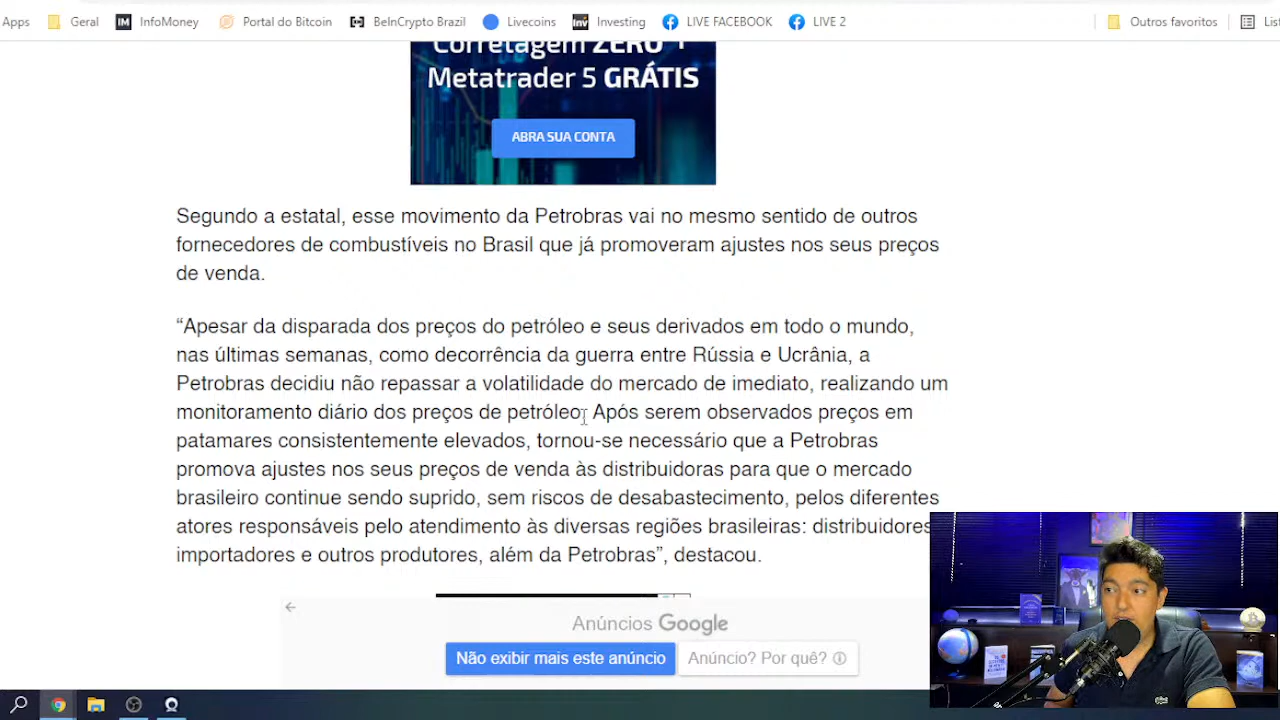 Apps
Geral
IM
InfoMoney
Portal do Bitcoin
BeInCrypto Brazil
Livecoins
Inv
Investing
LIVE FACEBOOK
LIVE 2
Outros favoritos
Lis
Corretagem ZERO +
Metatrader 5 GRÁTIS
ABRA SUA CONTA
Segundo a estatal, esse movimento da Petrobras vai no mesmo sentido de outros
fornecedores de combustíveis no Brasil que já promoveram ajustes nos seus preços
de venda.
“Apesar da disparada dos preços do petróleo e seus derivados em todo o mundo,
nas últimas semanas, como decorrência da guerra entre Rússia e Ucrânia, a
Petrobras decidiu não repassar a volatilidade do mercado de imediato, realizando um
monitoramento diário dos preços de petróleo. Após serem observados preços em
patamares consistentemente elevados, tornou-se necessário que a Petrobras
promova ajustes nos seus preços de venda às distribuidoras para que o mercado
brasileiro continue sendo suprido, sem riscos de desabastecimento, pelos diferentes
atores responsáveis pelo atendimento às diversas regiões brasileiras: distribuidores
importadores e outros produtores, além da Petrobras”, destacou.
Anúncios Google
Não exibir mais este anúncio
Anúncio? Por quê?